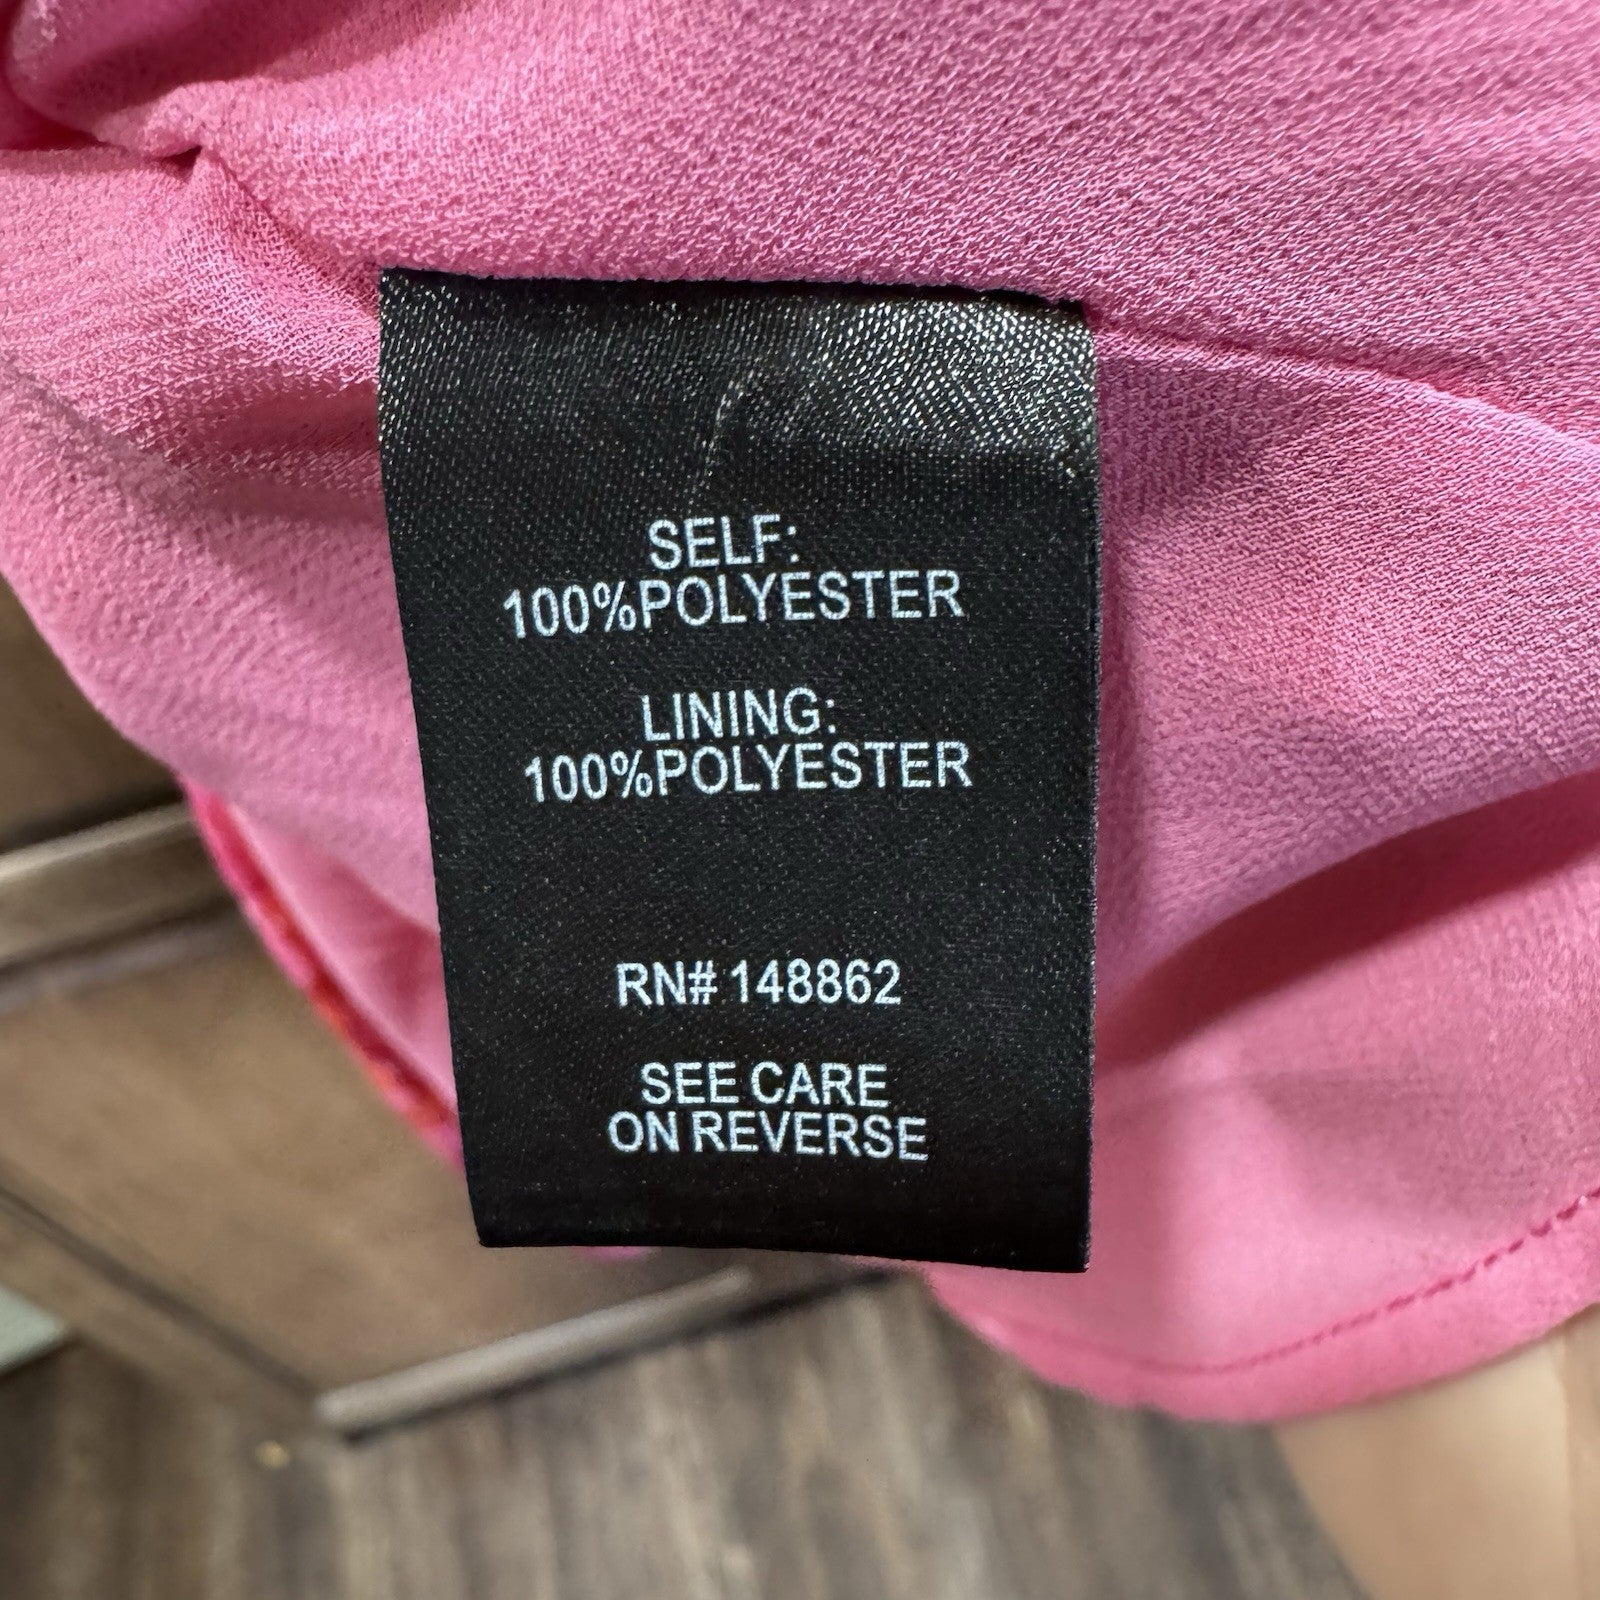 SELF:
100%POLYESTER
LINING:
100%POLYESTER
RN# 148862
SEE CARE
ON REVERSE